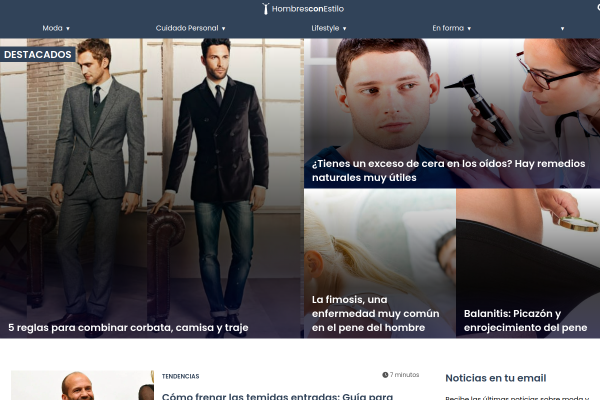 HombresconEstilo
Moda ▾
Cuidado Personal ▾
Lifestyle ▾
En forma ▾
▾
DESTACADOS
¿Tienes un exceso de cera en los oídos? Hay remedios
naturales muy útiles
La fimosis, una
enfermedad muy común
en el pene del hombre
Balanitis: Picazón y
enrojecimiento del pene
5 reglas para combinar corbata, camisa y traje
TENDENCIAS
7 minutos
Cómo frenar las temidas entradas: Guía para
Noticias en tu email
Recibe las últimas noticias sobre moda y